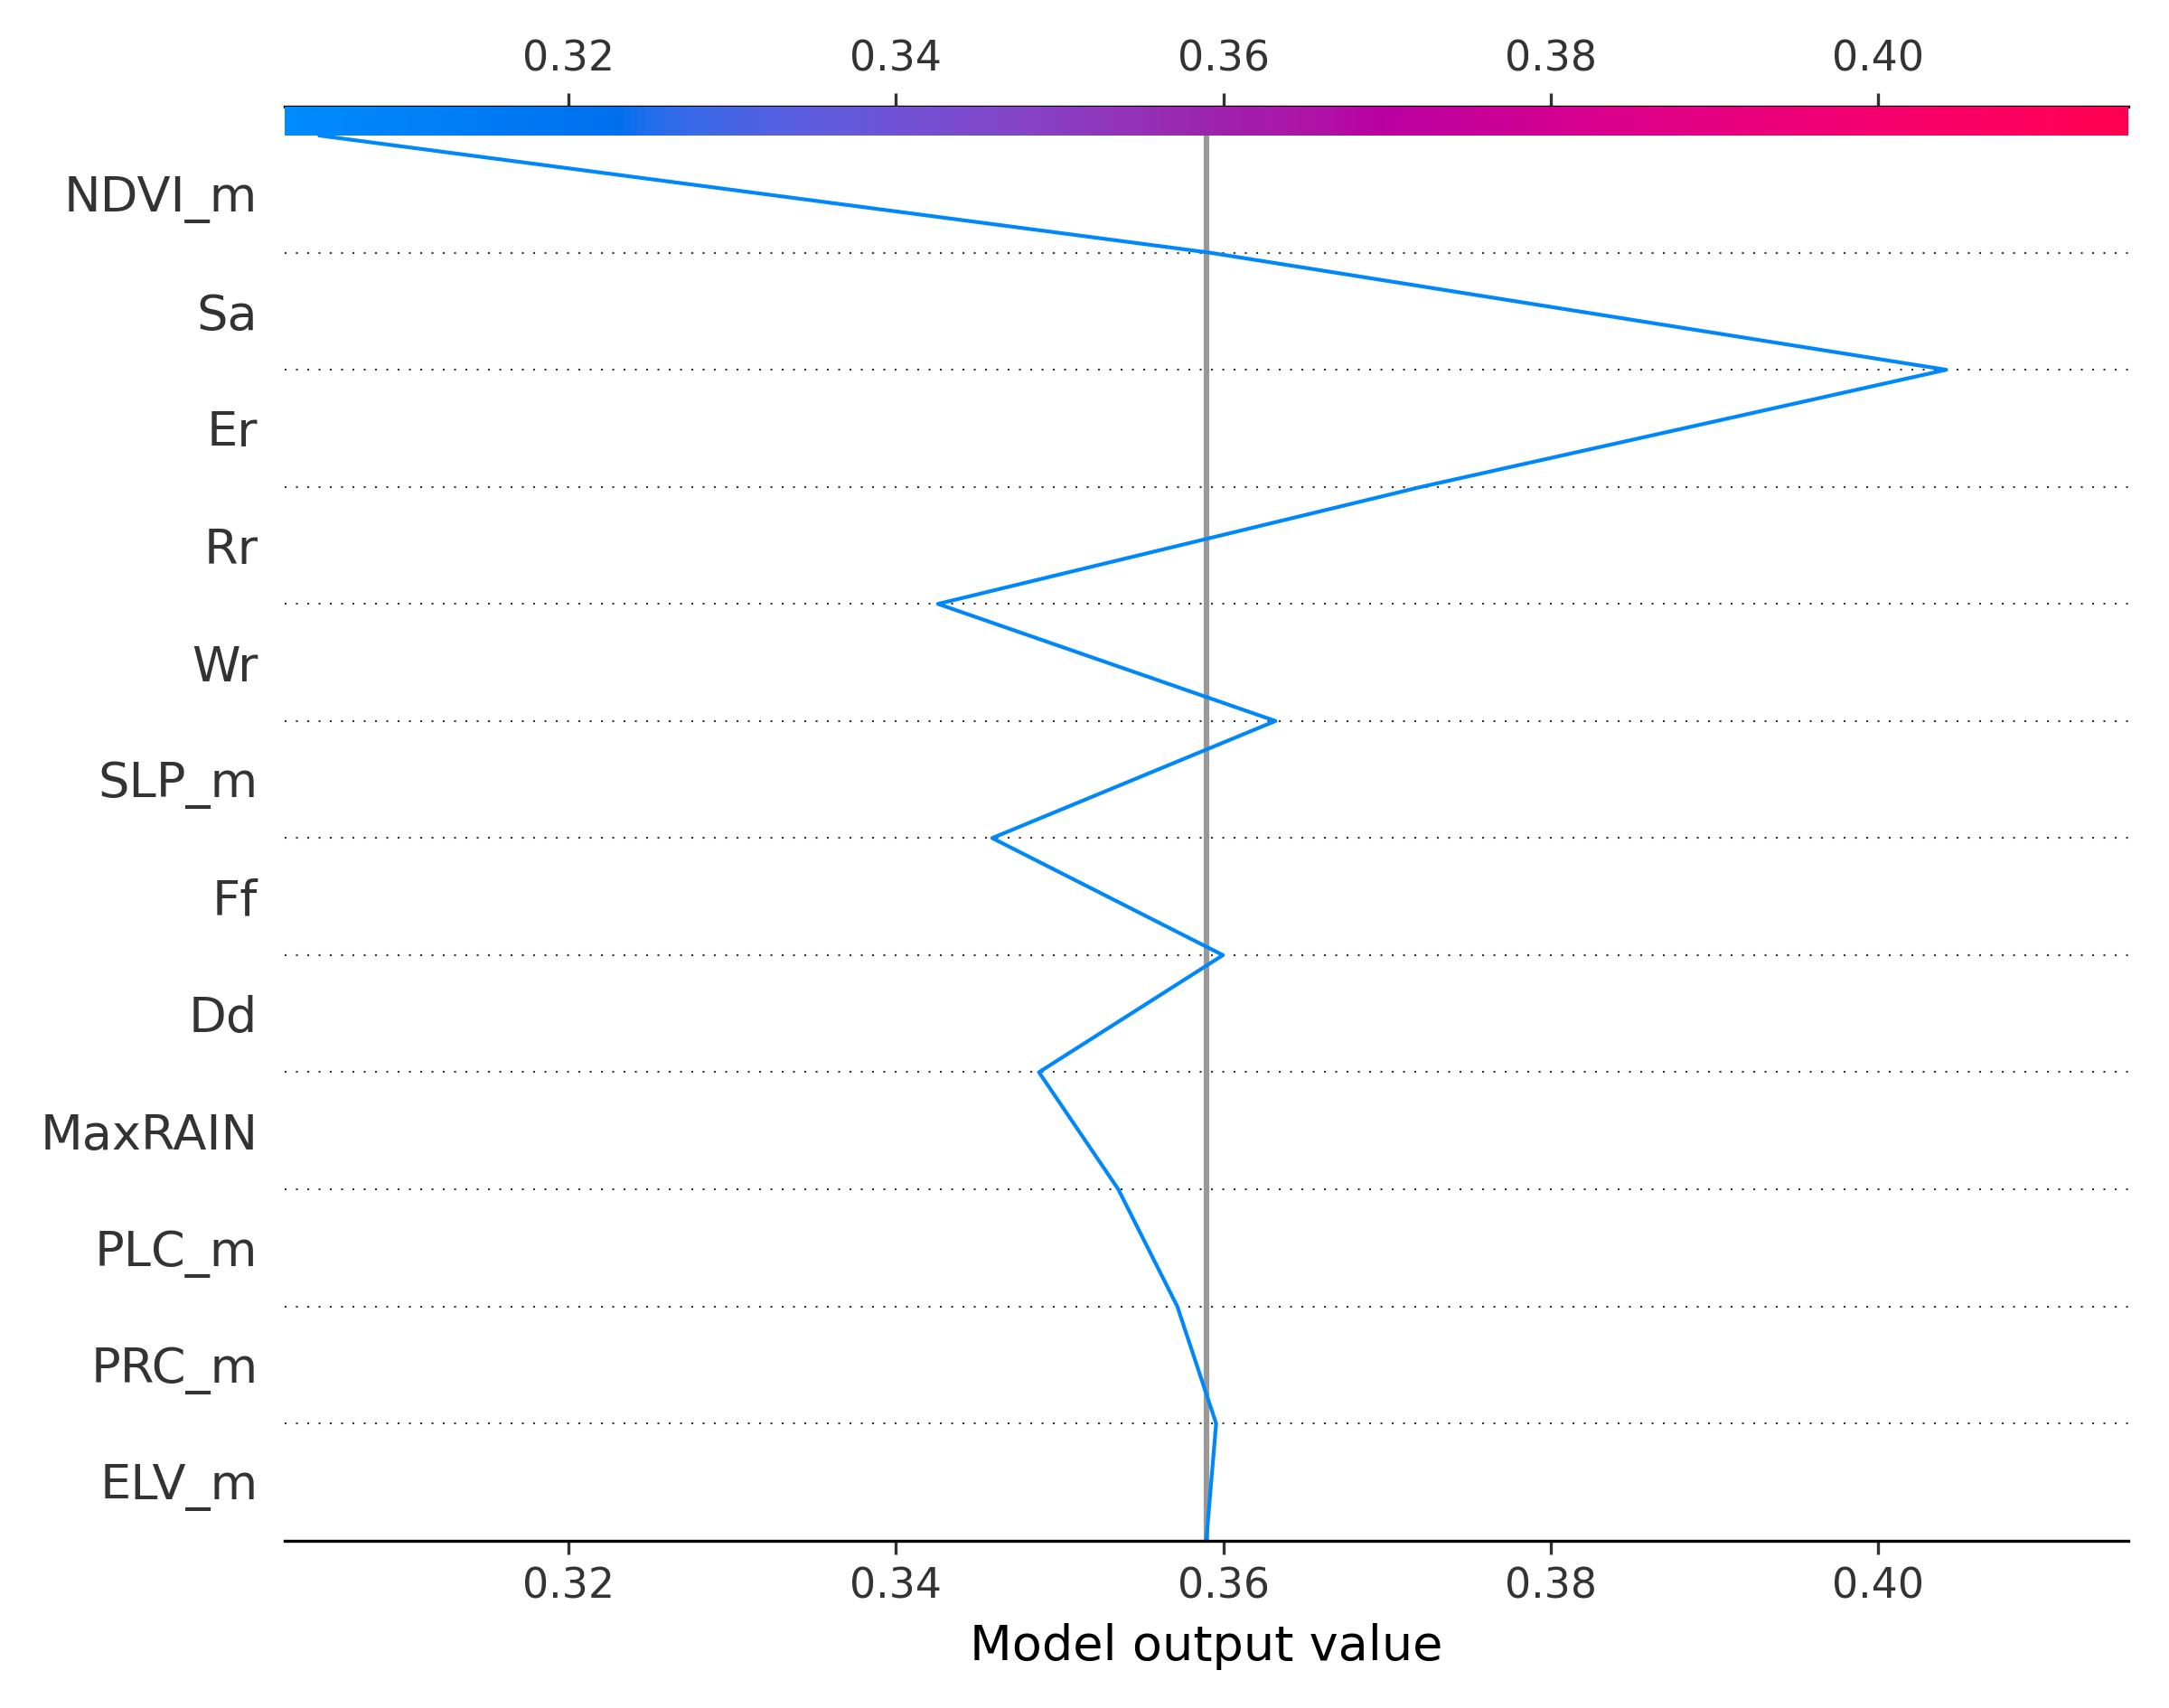 0.32 0.34 0.36 0.38 0.40
NDVI_m
Sa
Er
Rr
Wr
SLP_m
Ff
Dd
MaxRAIN
PLC_m
PRC_m
ELV_m
0.32 0.34 0.36 0.38 0.40
Model output value